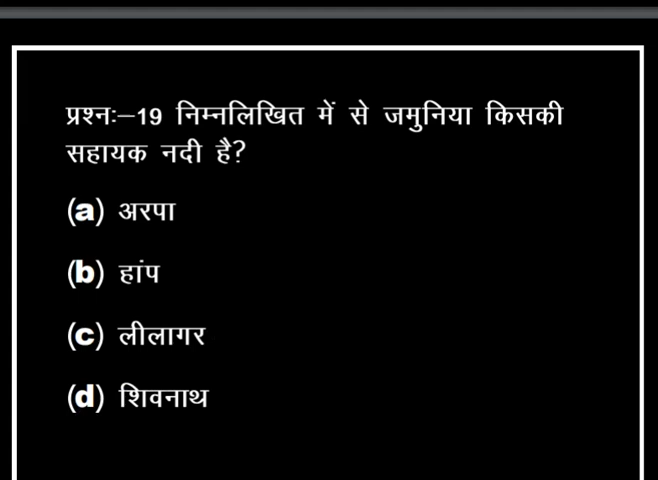 प्रश्नः–19 निम्नलिखित में से जमुनिया किसकी
सहायक नदी है?
(a) अरपा
(b) हांप
(c) लीलागर
(d) शिवनाथ